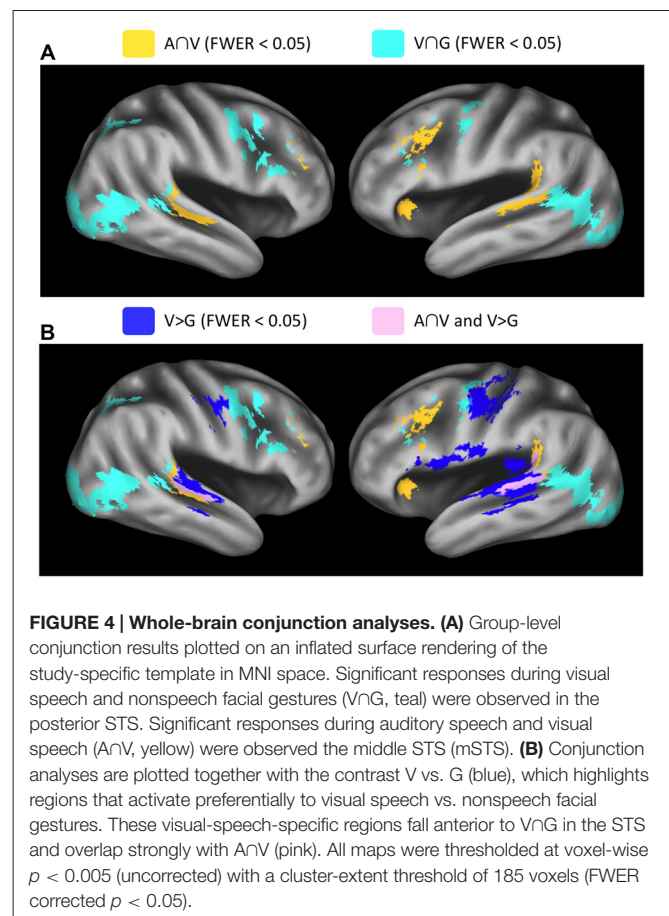 A∩V (FWER < 0.05) V∩G (FWER < 0.05)
A
V>G (FWER < 0.05) A∩V and V>G
B
FIGURE 4 | Whole-brain conjunction analyses. (A) Group-level
conjunction results plotted on an inflated surface rendering of the
study-specific template in MNI space. Significant responses during visual
speech and nonspeech facial gestures (V∩G, teal) were observed in the
posterior STS. Significant responses during auditory speech and visual
speech (A∩V, yellow) were observed the middle STS (mSTS). (B) Conjunction
analyses are plotted together with the contrast V vs. G (blue), which highlights
regions that activate preferentially to visual speech vs. nonspeech facial
gestures. These visual-speech-specific regions fall anterior to V∩G in the STS
and overlap strongly with A∩V (pink). All maps were thresholded at voxel-wise
p < 0.005 (uncorrected) with a cluster-extent threshold of 185 voxels (FWER
corrected p < 0.05).